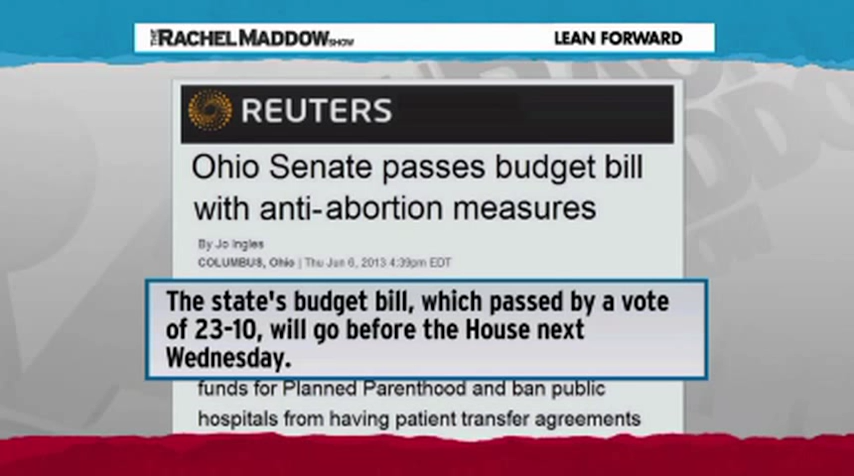 THE RACHEL MADDOW SHOW LEAN FORWARD
REUTERS
Ohio Senate passes budget bill
with anti-abortion measures
By Jo Ingles
COLUMBUS, Ohio | Thu Jun 6, 2013 4:39pm EDT
The state's budget bill, which passed by a vote
of 23-10, will go before the House next
Wednesday.
funds for Planned Parenthood and ban public
hospitals from having patient transfer agreements